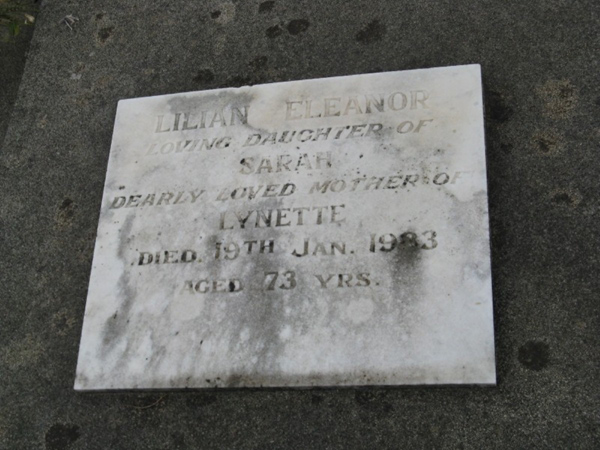 LILIAN ELEANOR
LOVING DAUGHTER OF
SARAH
DEARLY LOVED MOTHER OF
LYNETTE
DIED. 19TH JAN. 1983
AGED 73 YRS.